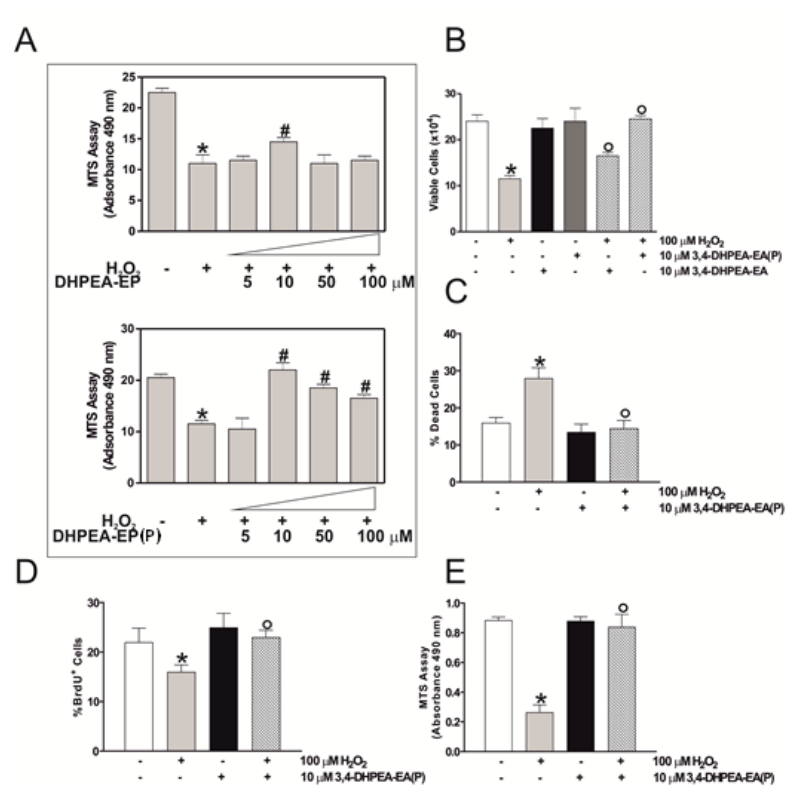 A
25
20
15
10
5
0
MTS Assay
(Adsorbance 490 nm)
*
#
H2O2 - + + + + +
DHPEA-EP 5 10 50 100 μM
30
20
10
0
MTS Assay
(Adsorbance 490 nm)
*
# # #
H2O2 - + + + + +
DHPEA-EP(P) 5 10 50 100 μM
B
30
20
10
0
Viable Cells (x10⁴)
*
- + - - + + 100 μM H2O2
- - - + - + 10 μM 3,4-DHPEA-EA(P)
- - + - + - 10 μM 3,4-DHPEA-EA
C
40
30
20
10
0
% Dead Cells
*
- + - + 100 μM H2O2
- - + + 10 μM 3,4-DHPEA-EA(P)
D
30
20
10
0
%BrdU⁺ Cells
*
- + - + 100 μM H2O2
- - + + 10 μM 3,4-DHPEA-EA(P)
E
1.0
0.8
0.6
0.4
0.2
0.0
MTS Assay
(Absorbance 490 nm)
*
- + - + 100 μM H2O2
- - + + 10 μM 3,4-DHPEA-EA(P)